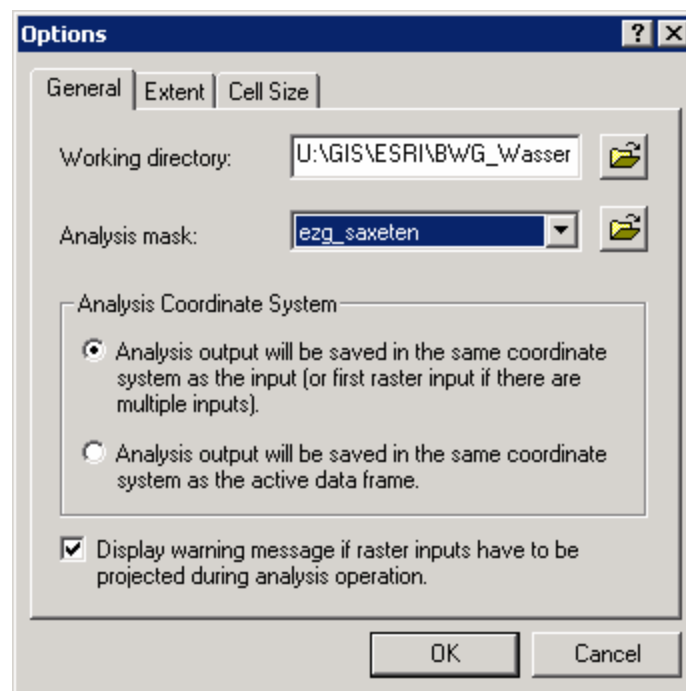 Options
General Extent Cell Size
Working directory: U:\GIS\ESRI\BWG_Wasser
Analysis mask: ezg_saxeten
Analysis Coordinate System
Analysis output will be saved in the same coordinate
system as the input (or first raster input if there are
multiple inputs).
Analysis output will be saved in the same coordinate
system as the active data frame.
Display warning message if raster inputs have to be
projected during analysis operation.
OK Cancel